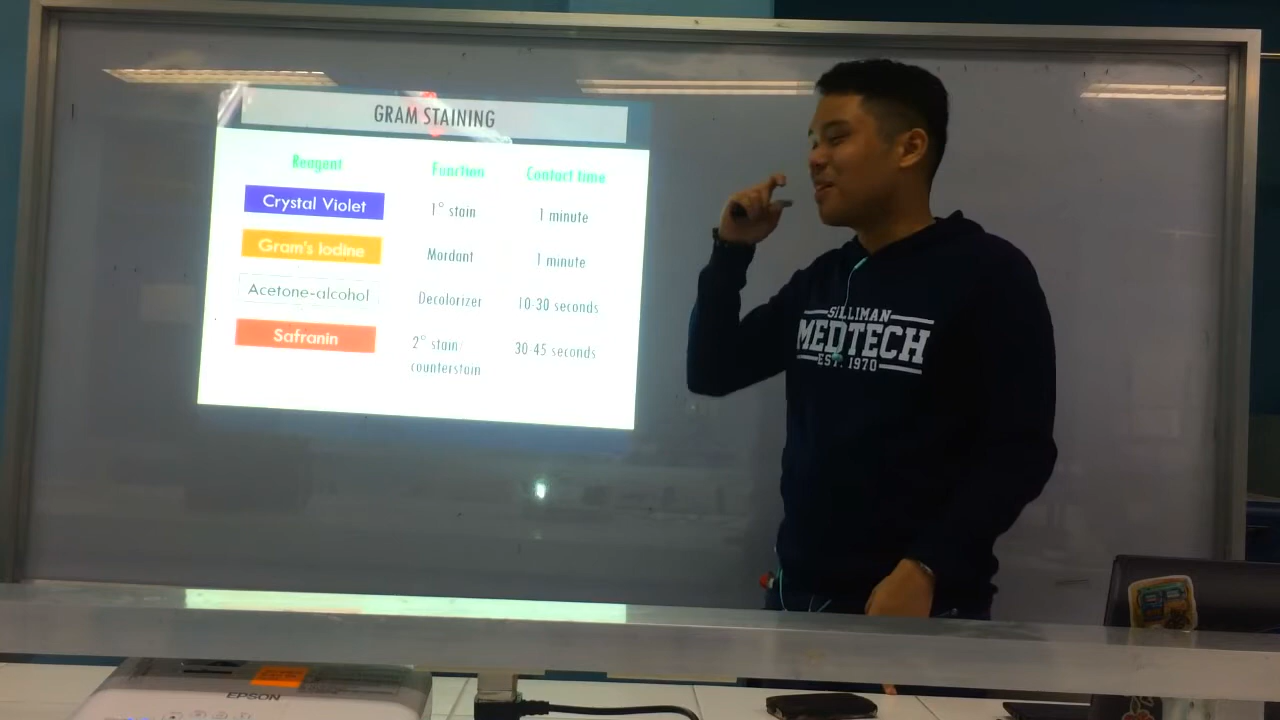 GRAM STAINING
Reagent Function Contact time
Crystal Violet 1° stain 1 minute
Gram's Iodine Mordant 1 minute
Acetone-alcohol Decolorizer 10-30 seconds
Safranin 2° stain/ 30-45 seconds
counterstain
SILLIMAN
MEDTECH
EST. 1970
EPSON